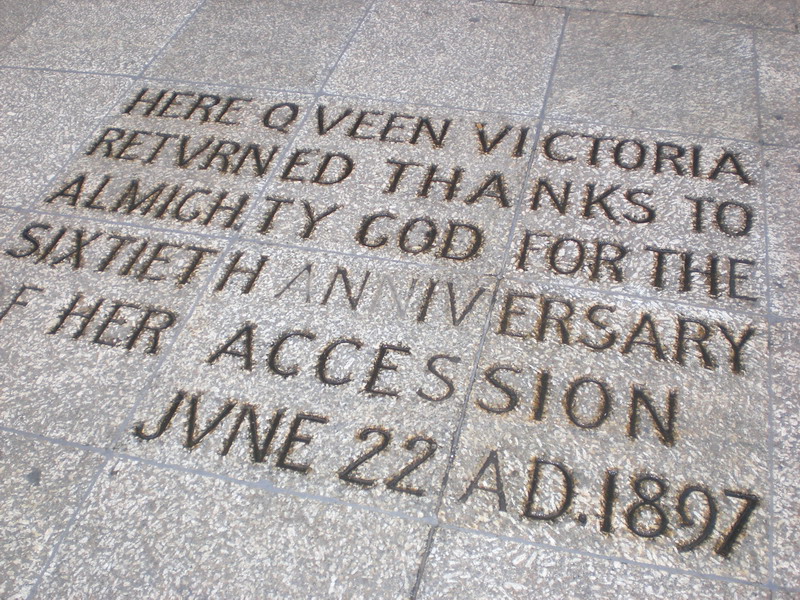 HERE QVEEN VICTORIA
RETVRNED THANKS TO
ALMIGHTY GOD FOR THE
SIXTIETH ANNIVERSARY
F HER ACCESSION
JVNE 22 AD. 1897